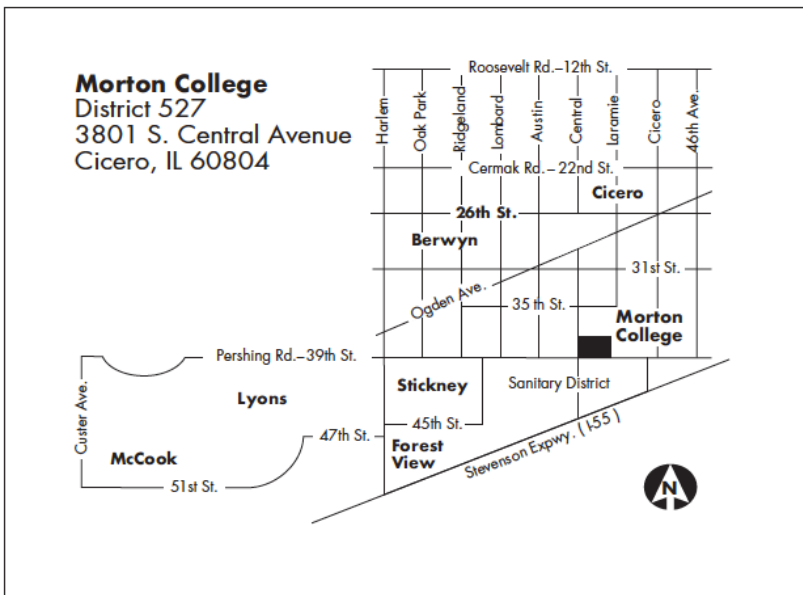 Morton College
District 527
3801 S. Central Avenue
Cicero, IL 60804
Roosevelt Rd.–12th St.
Harlem
Oak Park
Ridgeland
Lombard
Austin
Central
Laramie
Cicero
46th Ave.
Cermak Rd.– 22nd St.
Cicero
26th St.
Berwyn
31st St.
Ogden Ave.
35 th St.
Morton
College
Pershing Rd.–39th St.
Custer Ave.
Lyons
Stickney
Sanitary District
45th St.
47th St.
Forest
View
McCook
Stevenson Expwy. ( I-55 )
51st St.
N